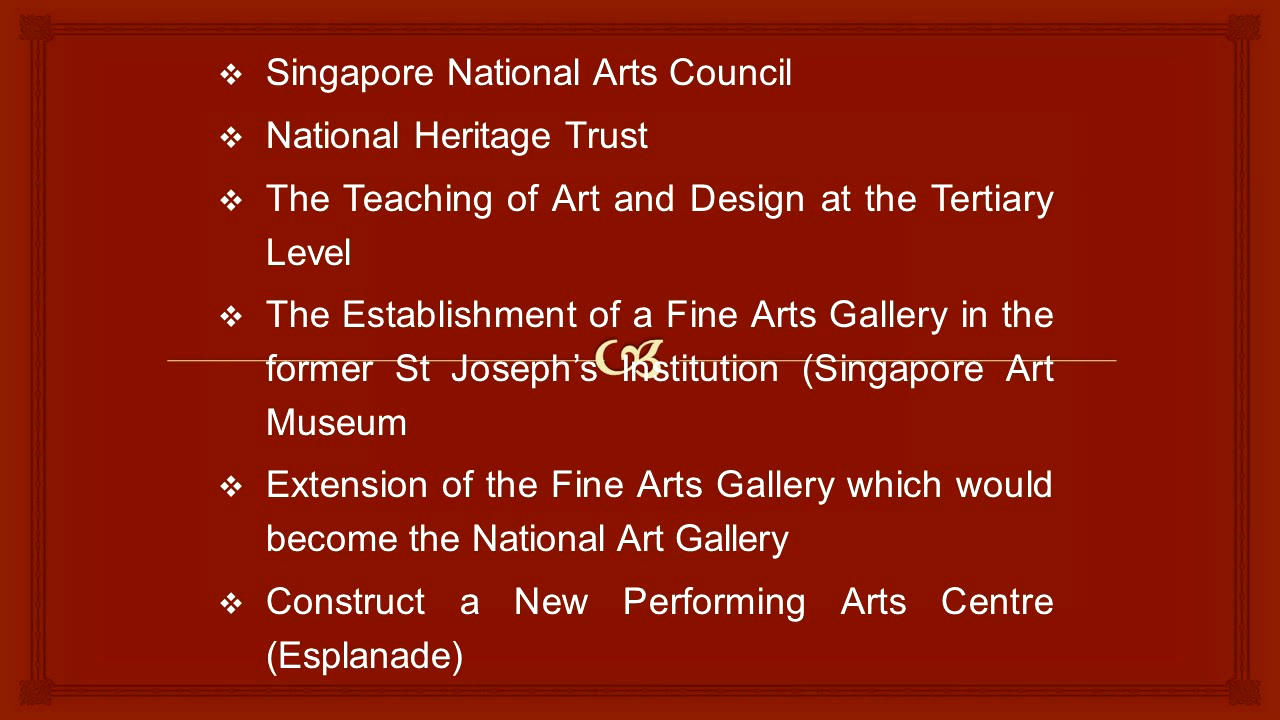 ❖ Singapore National Arts Council
❖ National Heritage Trust
❖ The Teaching of Art and Design at the Tertiary
Level
❖ The Establishment of a Fine Arts Gallery in the
former St Joseph’s Institution (Singapore Art
Museum
❖ Extension of the Fine Arts Gallery which would
become the National Art Gallery
❖ Construct a New Performing Arts Centre
(Esplanade)